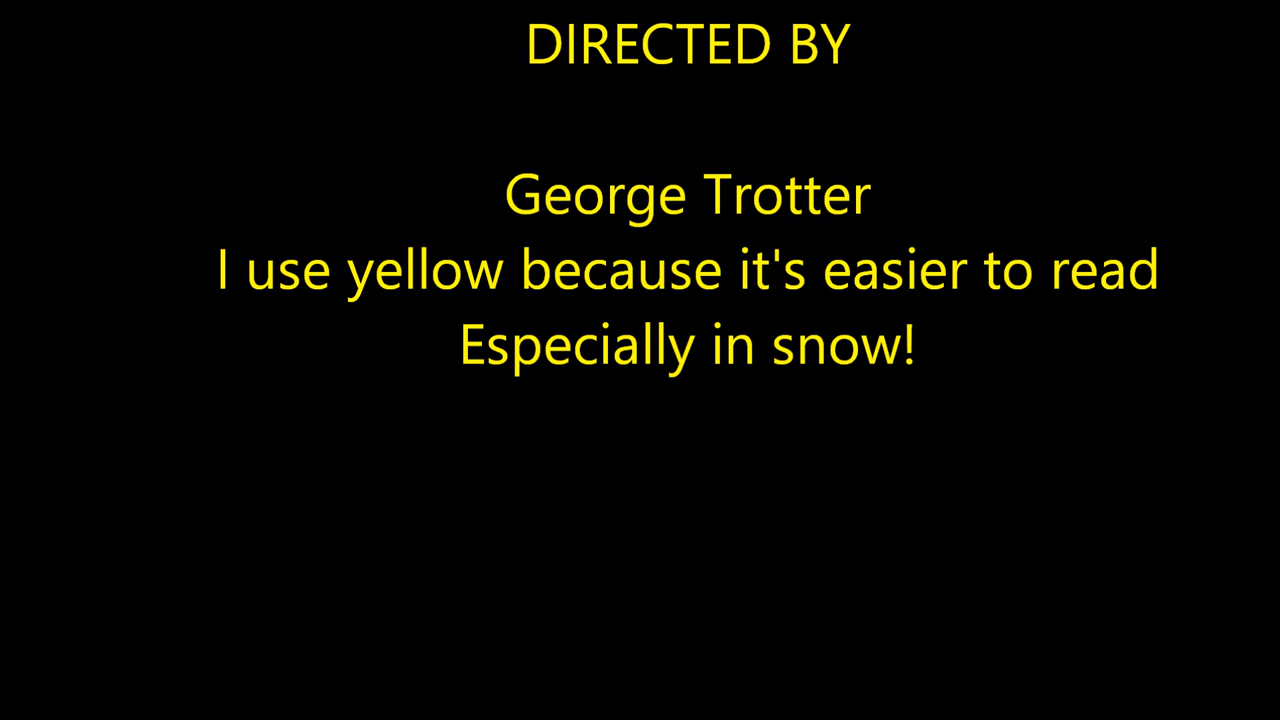 DIRECTED BY
George Trotter
I use yellow because it's easier to read
Especially in snow!